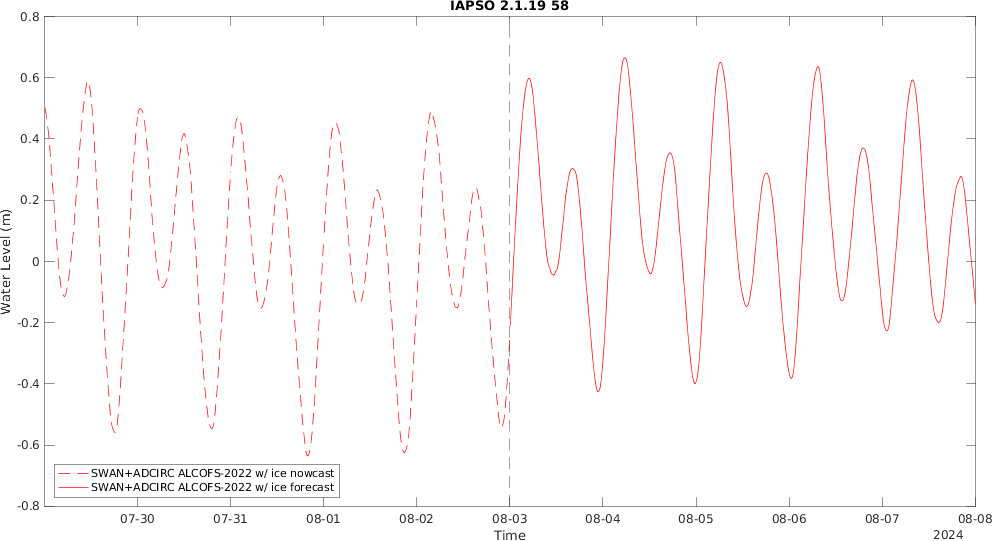 IAPSO 2.1.19 58
0.8
0.6
0.4
0.2
0
-0.2
-0.4
-0.6
-0.8
Water Level (m)
SWAN+ADCIRC ALCOFS-2022 w/ ice nowcast
SWAN+ADCIRC ALCOFS-2022 w/ ice forecast
07-30 07-31 08-01 08-02 08-03 08-04 08-05 08-06 08-07 08-08
Time
2024